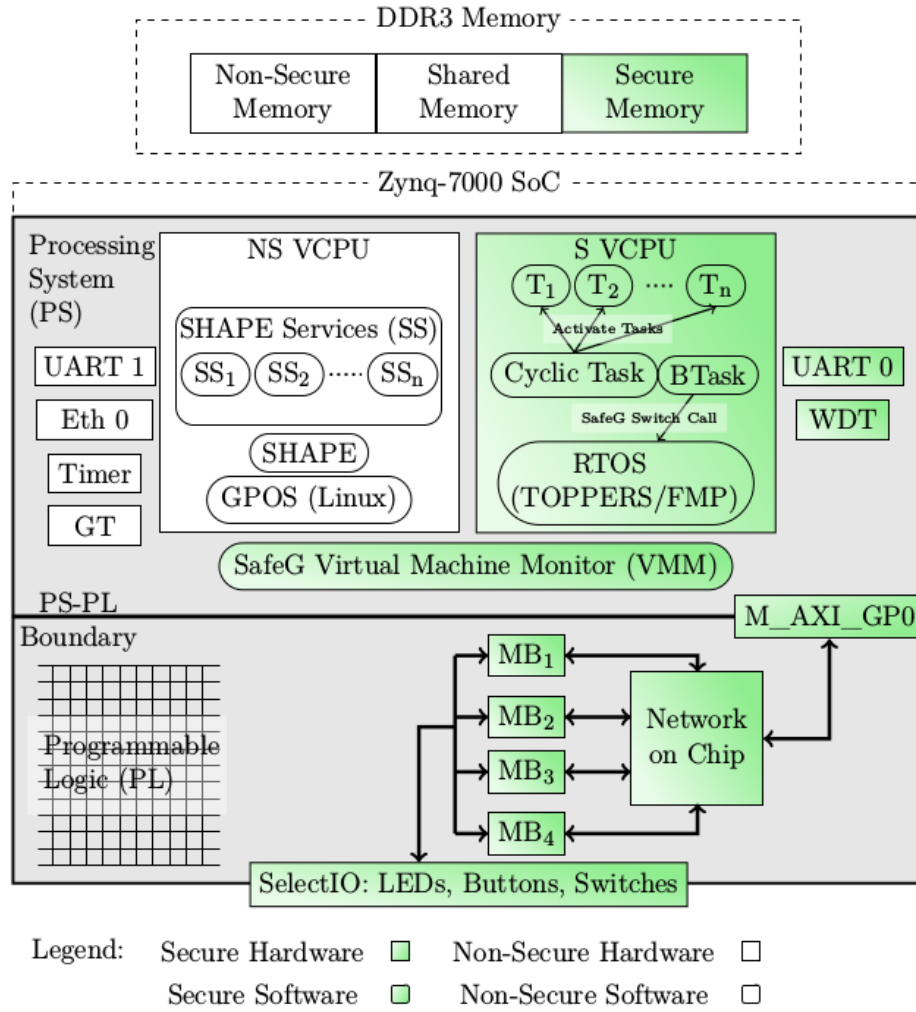 DDR3 Memory
Non-Secure
Memory
Shared
Memory
Secure
Memory
Zynq-7000 SoC
Processing
System
(PS)
NS VCPU
SHAPE Services (SS)
SS1 SS2 ..... SSn
SHAPE
GPOS (Linux)
S VCPU
T1 T2 .... Tn
Activate Tasks
Cyclic Task
BTask
SafeG Switch Call
RTOS
(TOPPERS/FMP)
UART 1
Eth 0
Timer
GT
UART 0
WDT
SafeG Virtual Machine Monitor (VMM)
PS-PL
Boundary
M_AXI_GP0
Programmable
Logic (PL)
MB1
MB2
MB3
MB4
Network
on Chip
SelectIO: LEDs, Buttons, Switches
Legend:
Secure Hardware
Non-Secure Hardware
Secure Software
Non-Secure Software